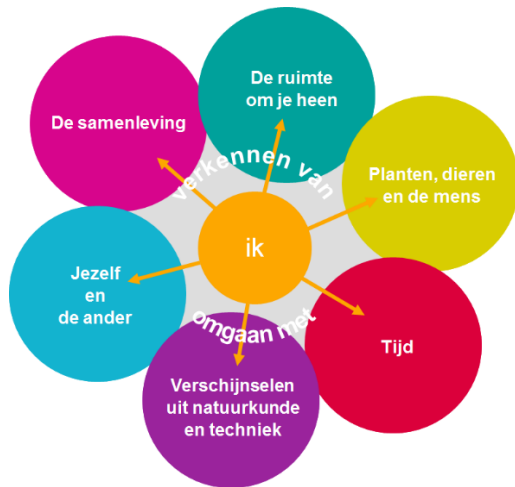 De ruimte
om je heen
De samenleving
verkennen van
Planten, dieren
en de mens
ik
Jezelf
en
de ander
omgaan met
Tijd
Verschijnselen
uit natuurkunde
en techniek